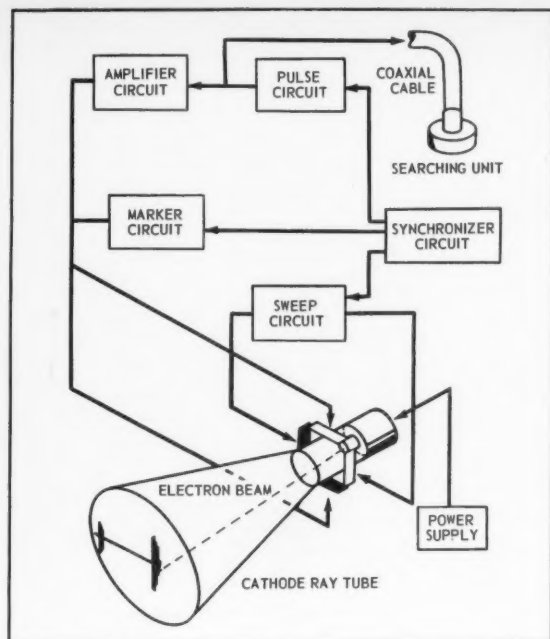 AMPLIFIER
CIRCUIT
PULSE
CIRCUIT
COAXIAL
CABLE
SEARCHING UNIT
MARKER
CIRCUIT
SYNCHRONIZER
CIRCUIT
SWEEP
CIRCUIT
ELECTRON BEAM
POWER
SUPPLY
CATHODE RAY TUBE